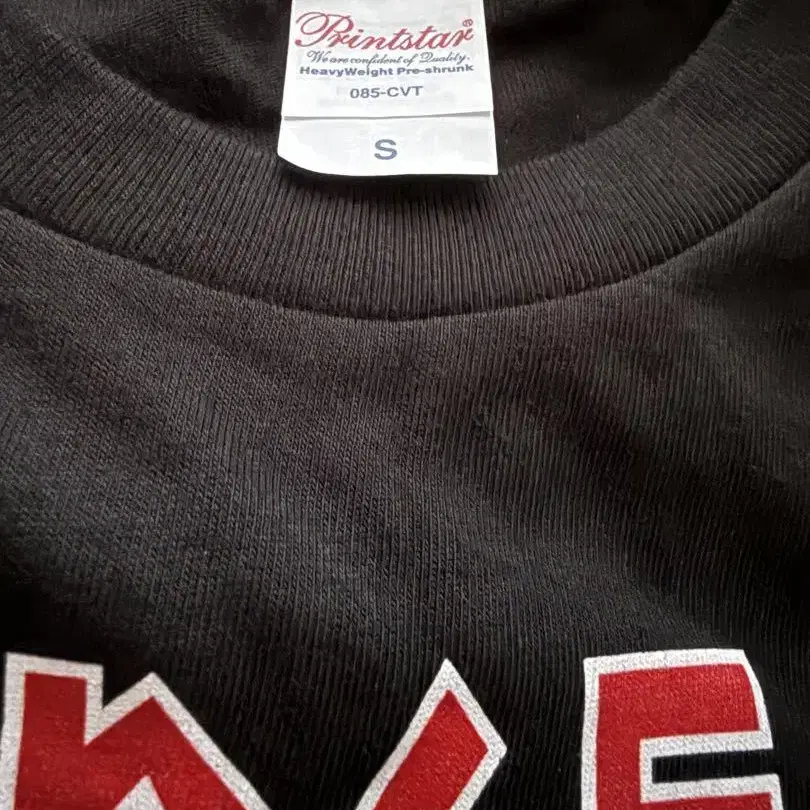 Printstar®
We are confident of Quality.
HeavyWeight Pre-shrunk
085-CVT
S